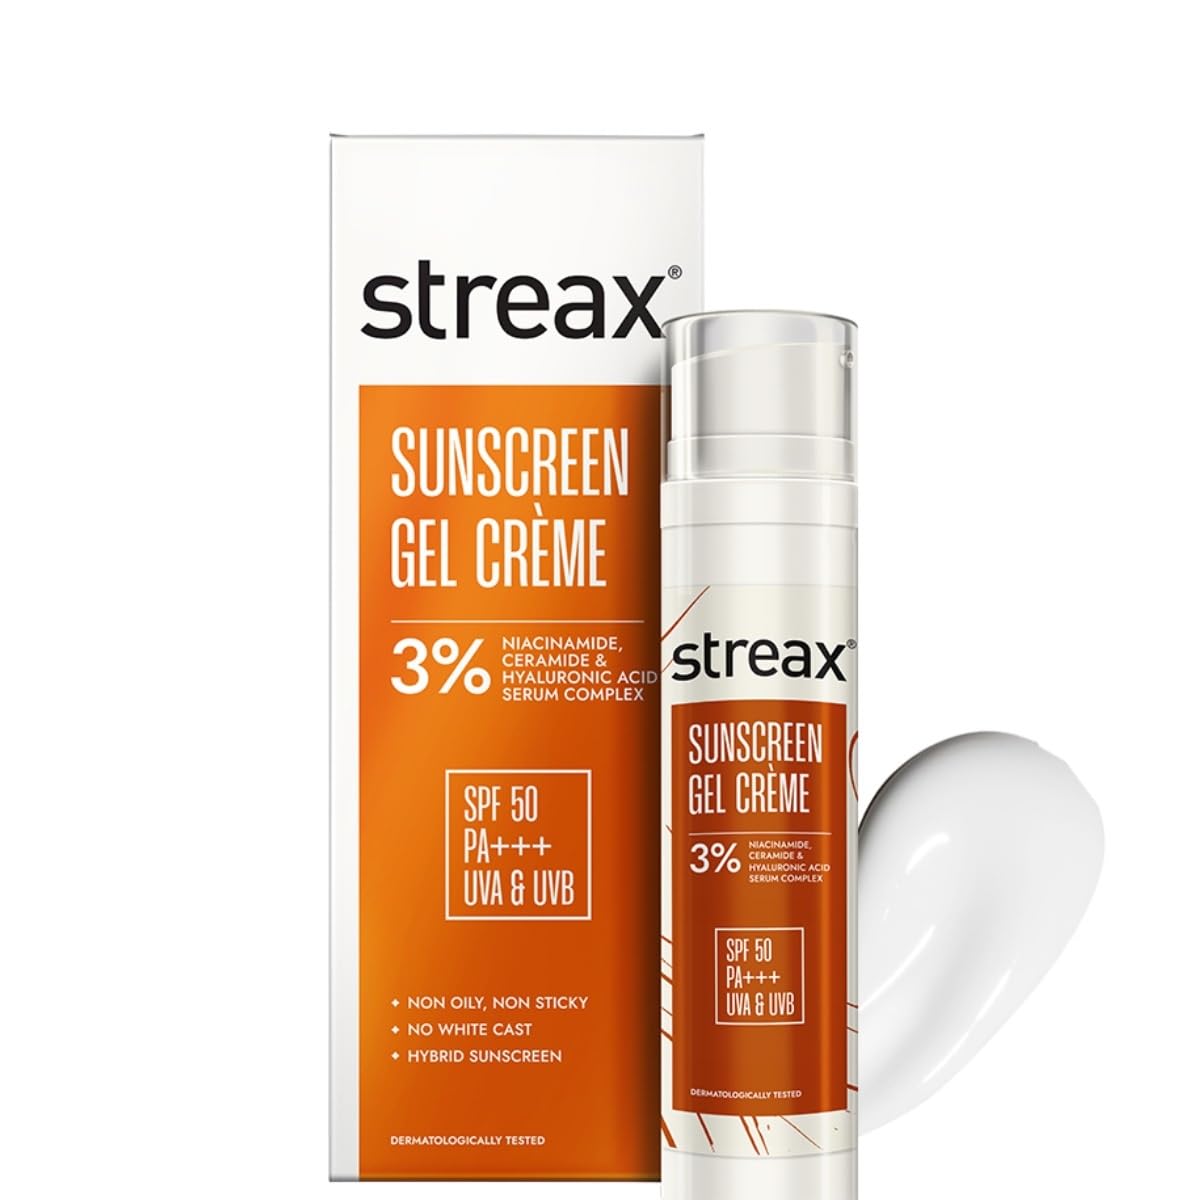 streax®
SUNSCREEN
GEL CRÈME
3%
NIACINAMIDE,
CERAMIDE &
HYALURONIC ACID
SERUM COMPLEX
SPF 50
PA+++
UVA & UVB
NON OILY, NON STICKY
NO WHITE CAST
HYBRID SUNSCREEN
DERMATOLOGICALLY TESTED
streax®
SUNSCREEN
GEL CRÈME
3%
NIACINAMIDE,
CERAMIDE &
HYALURONIC ACID
SERUM COMPLEX
SPF 50
PA+++
UVA & UVB
DERMATOLOGICALLY TESTED